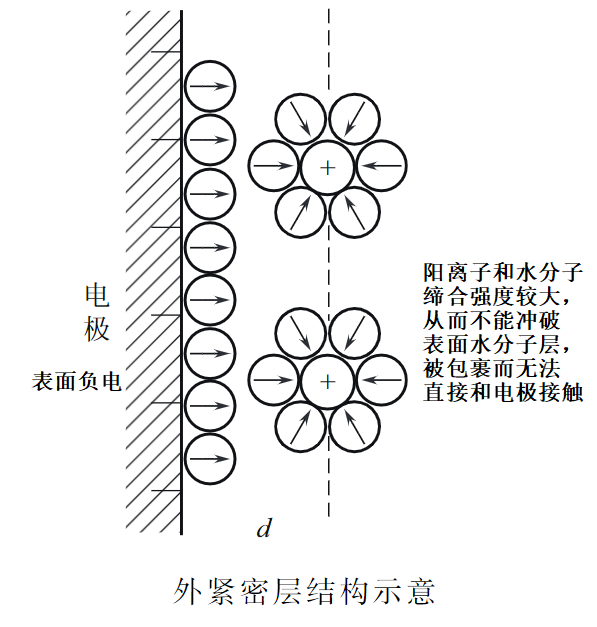 +
电
极
表面负电
+
阳离子和水分子
缔合强度较大，
从而不能冲破
表面水分子层，
被包裹而无法
直接和电极接触
d
外紧密层结构示意